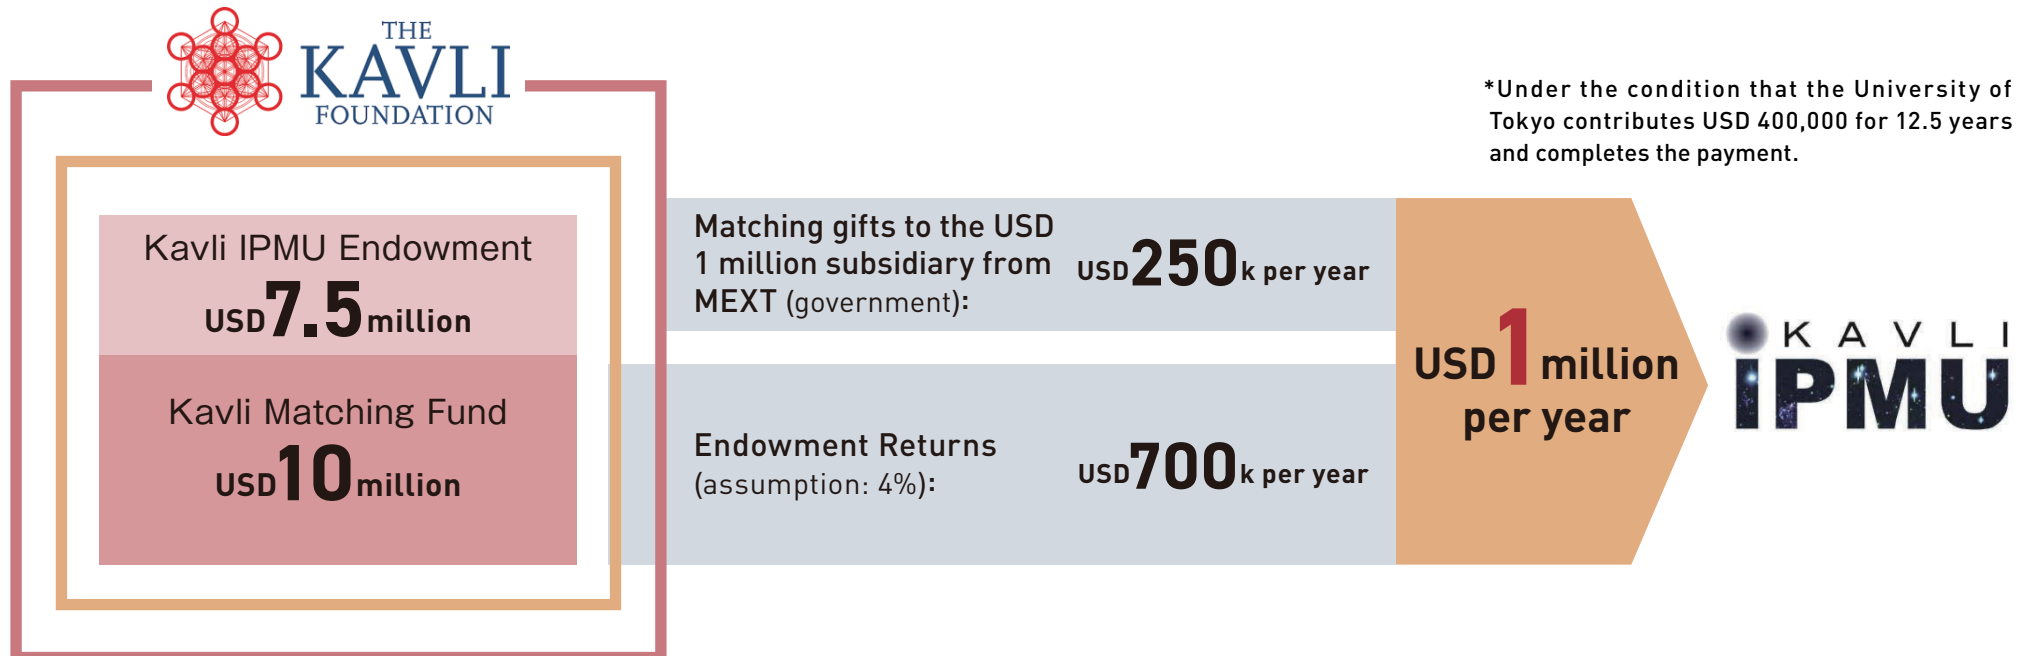 THE
KAVLI
FOUNDATION
*Under the condition that the University of
Tokyo contributes USD 400,000 for 12.5 years
and completes the payment.
Kavli IPMU Endowment
USD7.5million
Kavli Matching Fund
USD10million
Matching gifts to the USD
1 million subsidiary from
MEXT (government):
USD250k per year
Endowment Returns
(assumption: 4%):
USD700k per year
USD1million
per year
KAVLI
IPMU